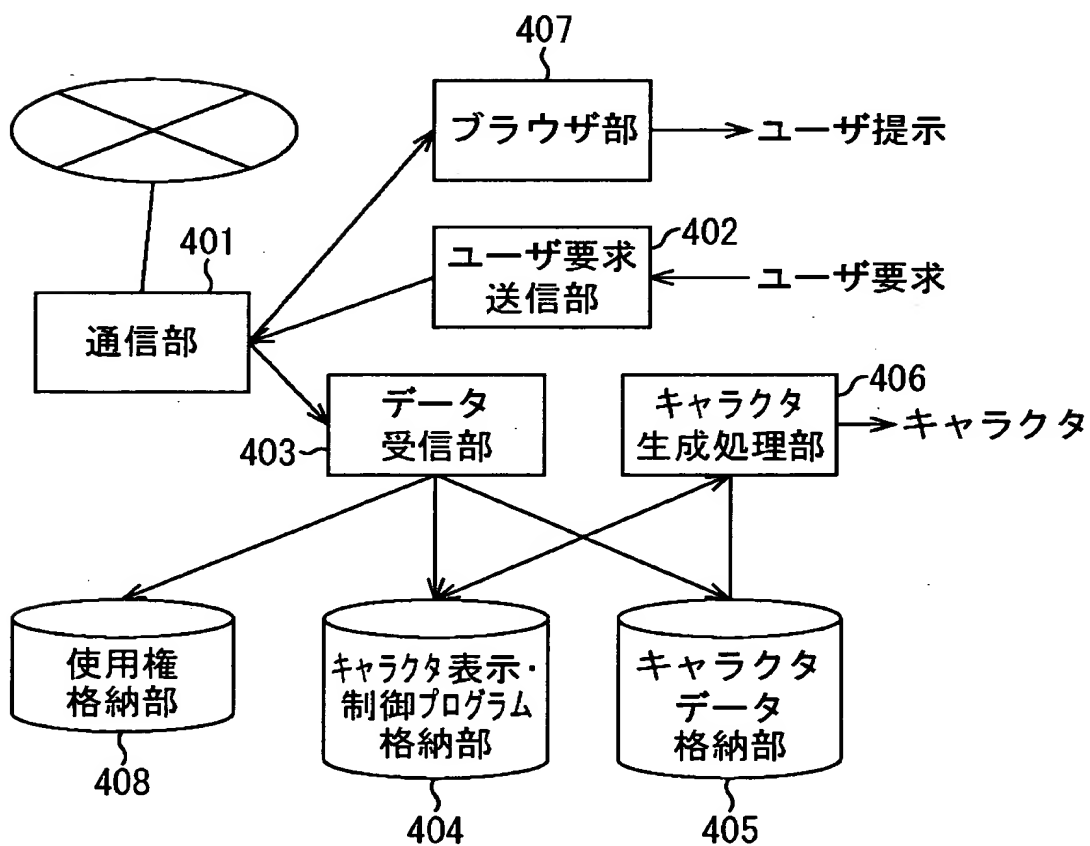 407
ブラウザ部
ユーザ提示
401
402
ユーザ要求
送信部
ユーザ要求
通信部
データ
受信部
403
キャラクタ
生成処理部
406
キャラクタ
使用権
格納部
408
キャラクタ表示・
制御プログラム
格納部
404
キャラクタ
データ
格納部
405